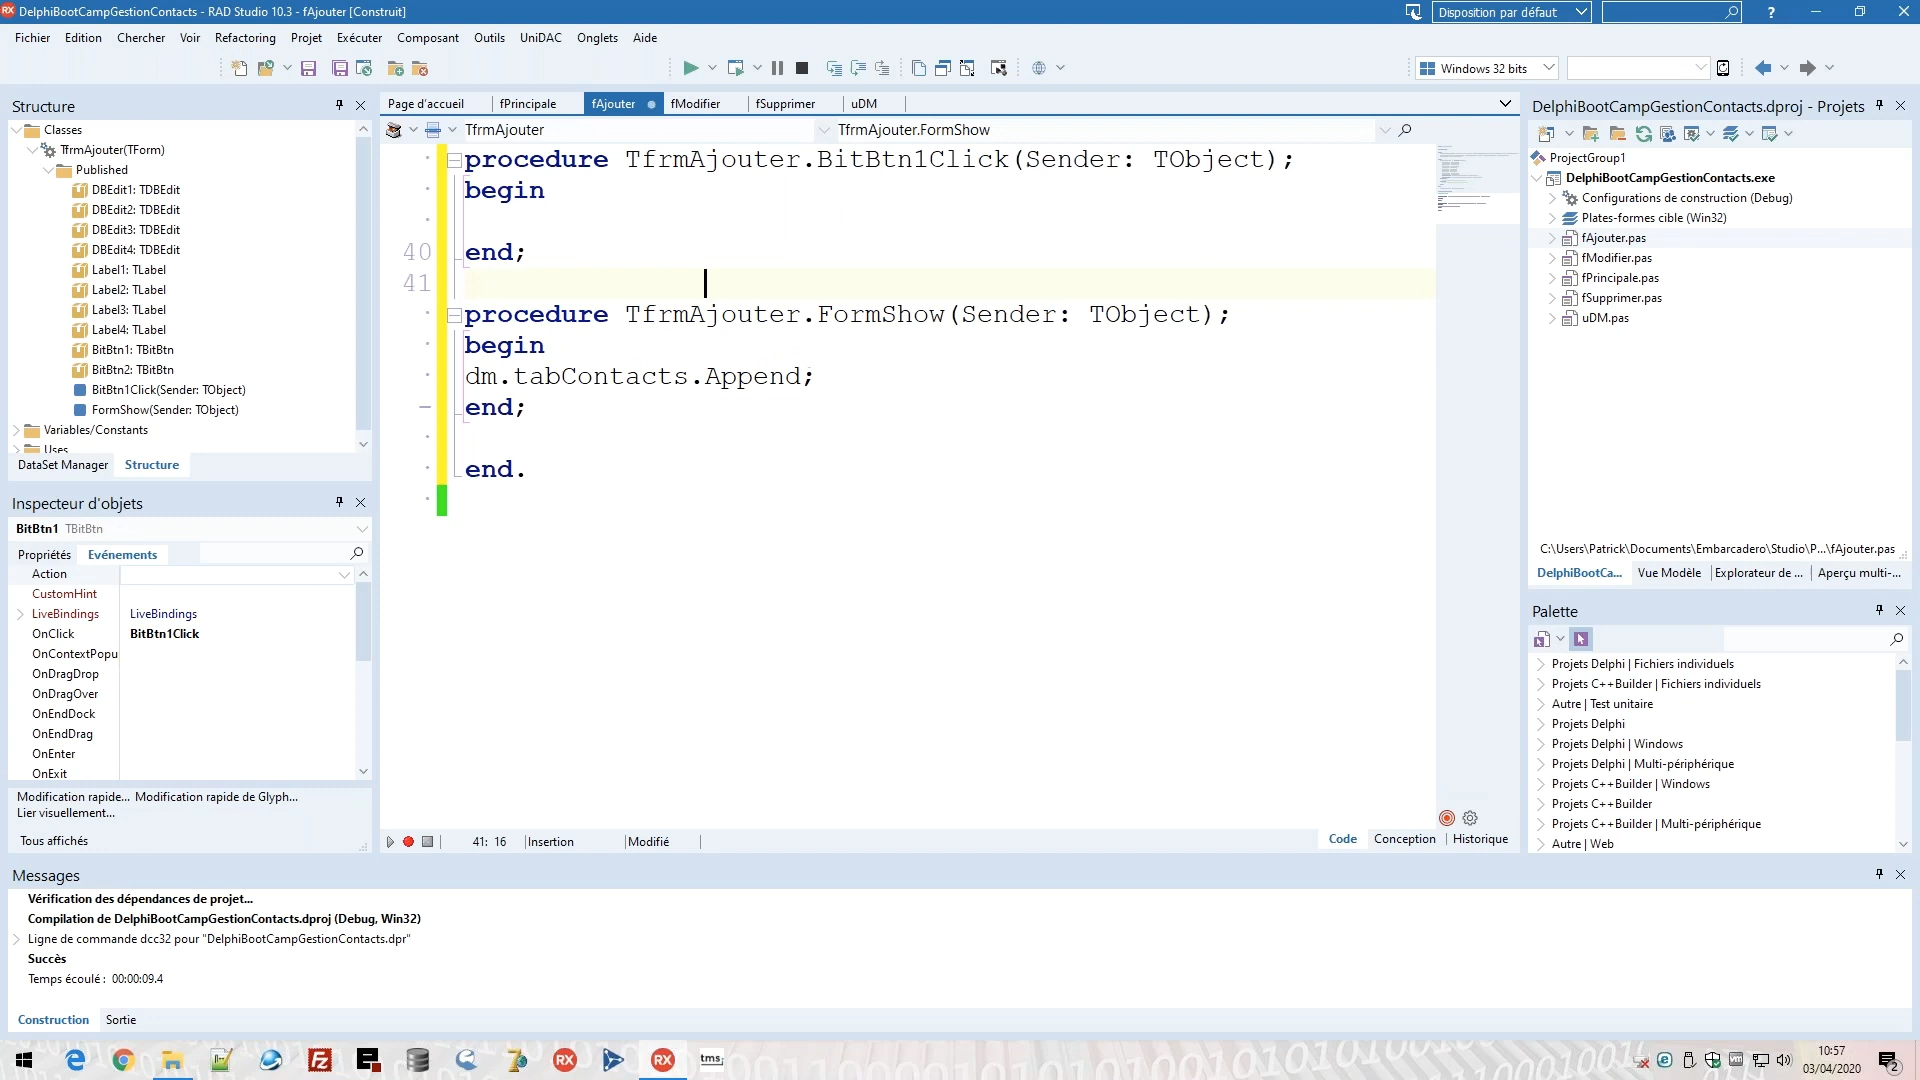 DelphiBootCampGestionContacts - RAD Studio 10.3 - fAjouter [Construit]
Disposition par défaut
?
Fichier Edition Chercher Voir Refactoring Projet Exécuter Composant Outils UniDAC Onglets Aide
Windows 32 bits
Structure
Classes
TfrmAjouter(TForm)
Published
DBEdit1: TDBEdit
DBEdit2: TDBEdit
DBEdit3: TDBEdit
DBEdit4: TDBEdit
Label1: TLabel
Label2: TLabel
Label3: TLabel
Label4: TLabel
BitBtn1: TBitBtn
BitBtn2: TBitBtn
BitBtn1Click(Sender: TObject)
FormShow(Sender: TObject)
Variables/Constants
Uses
DataSet Manager Structure
Inspecteur d'objets
BitBtn1 TBitBtn
Propriétés Evénements
Action
CustomHint
LiveBindings LiveBindings
OnClick BitBtn1Click
OnContextPopu
OnDragDrop
OnDragOver
OnEndDock
OnEndDrag
OnEnter
OnExit
Modification rapide... Modification rapide de Glyph...
Lier visuellement...
Tous affichés
Page d'accueil fPrincipale fAjouter fModifier fSupprimer uDM
TfrmAjouter TfrmAjouter.FormShow
procedure TfrmAjouter.BitBtn1Click(Sender: TObject);
begin
40 end;
41
procedure TfrmAjouter.FormShow(Sender: TObject);
begin
dm.tabContacts.Append;
end;
end.
41: 16 Insertion Modifié
Code Conception Historique
DelphiBootCampGestionContacts.dproj - Projets
ProjectGroup1
DelphiBootCampGestionContacts.exe
Configurations de construction (Debug)
Plates-formes cible (Win32)
fAjouter.pas
fModifier.pas
fPrincipale.pas
fSupprimer.pas
uDM.pas
C:\Users\Patrick\Documents\Embarcadero\Studio\P...\fAjouter.pas
DelphiBootCa... Vue Modèle Explorateur de ... Aperçu multi-...
Palette
Projets Delphi | Fichiers individuels
Projets C++Builder | Fichiers individuels
Autre | Test unitaire
Projets Delphi
Projets Delphi | Windows
Projets Delphi | Multi-périphérique
Projets C++Builder | Windows
Projets C++Builder
Projets C++Builder | Multi-périphérique
Autre | Web
Messages
Vérification des dépendances de projet...
Compilation de DelphiBootCampGestionContacts.dproj (Debug, Win32)
Ligne de commande dcc32 pour "DelphiBootCampGestionContacts.dpr"
Succès
Temps écoulé : 00:00:09.4
Construction Sortie
RX RX tms
10:57
03/04/2020
2